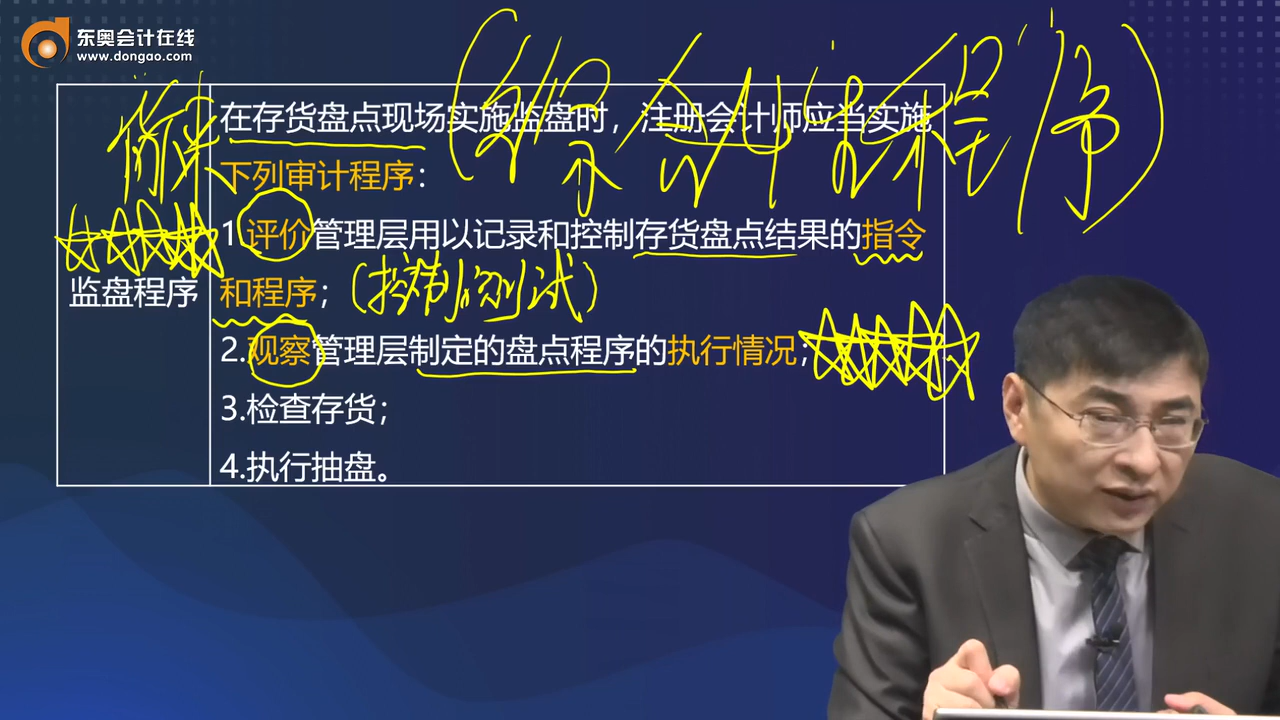 东奥会计在线
www.dongao.com
在存货盘点现场实施监盘时，注册会计师应当实施
下列审计程序：
1.评价管理层用以记录和控制存货盘点结果的指令
和程序；（控制测试）
2.观察管理层制定的盘点程序的执行情况；
3.检查存货；
4.执行抽盘。
监盘程序